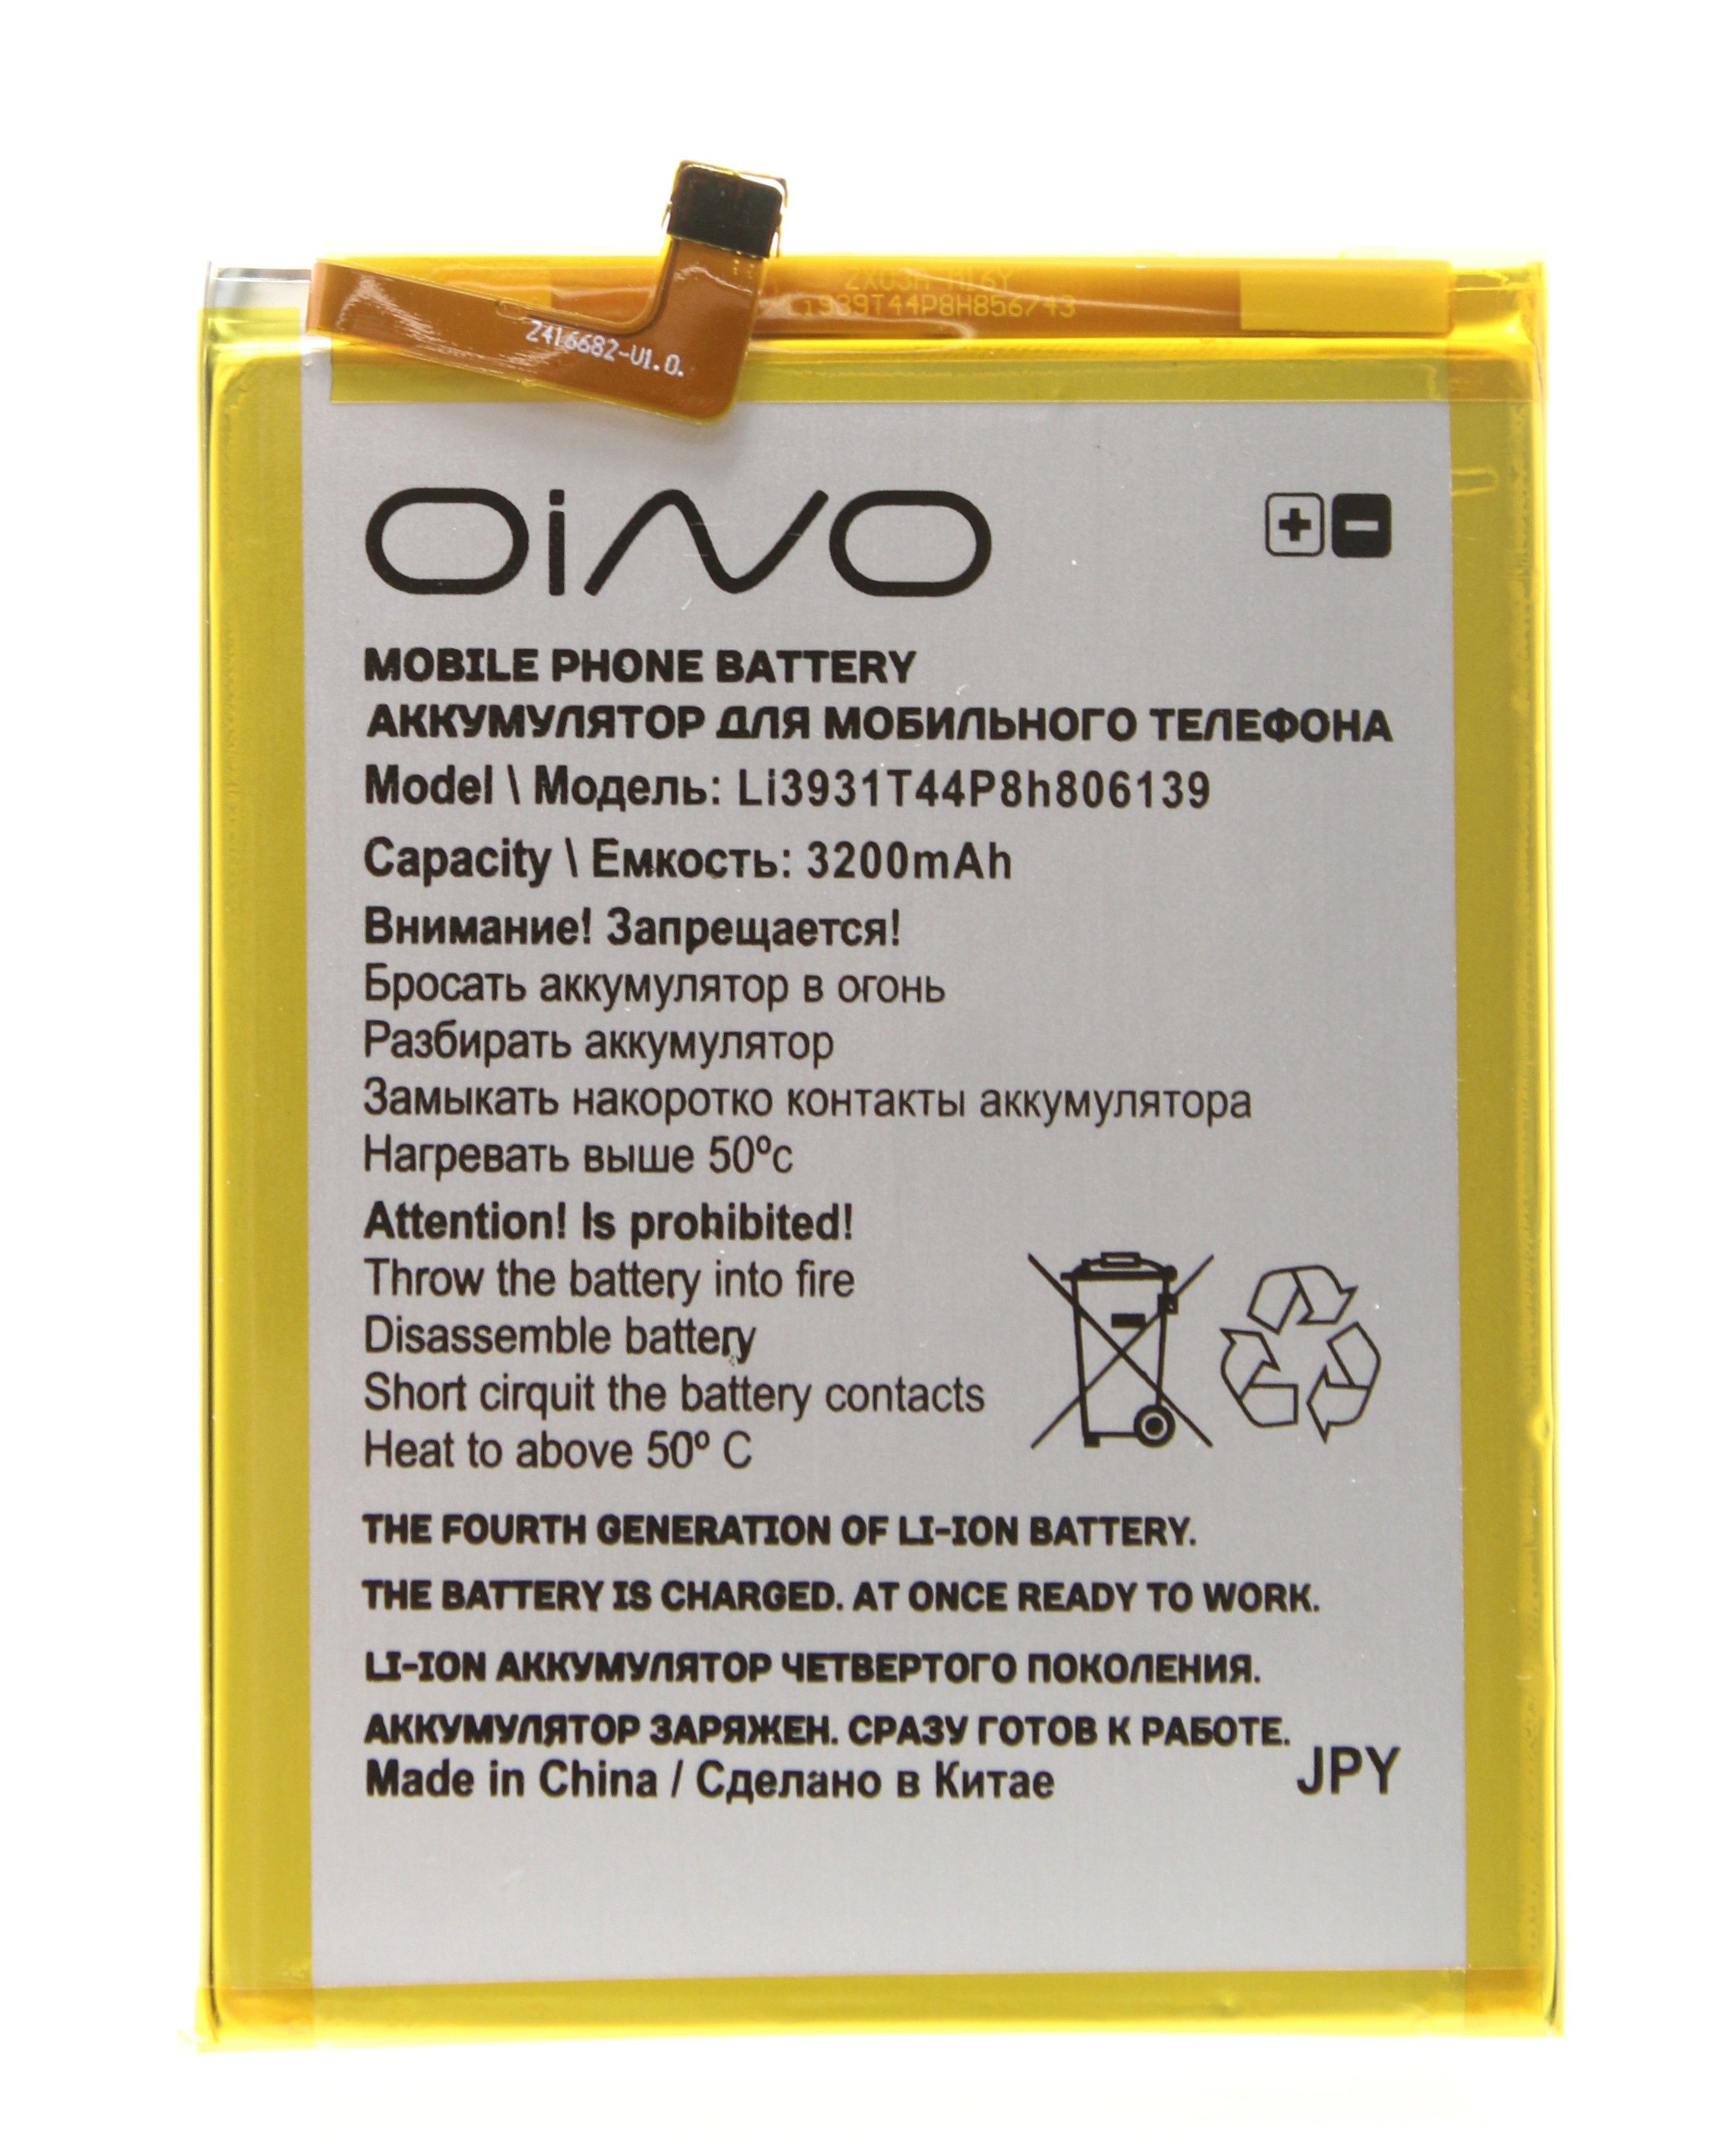 Z416682-U1.0.
Li3939T44P8H856743
OiNO
MOBILE PHONE BATTERY
АККУМУЛЯТОР ДЛЯ МОБИЛЬНОГО ТЕЛЕФОНА
Model \ Модель: Li3931T44P8h806139
Capacity \ Емкость: 3200mAh
Внимание! Запрещается!
Бросать аккумулятор в огонь
Разбирать аккумулятор
Замыкать накоротко контакты аккумулятора
Нагревать выше 50ºс
Attention! Is prohibited!
Throw the battery into fire
Disassemble battery
Short cirquit the battery contacts
Heat to above 50º C
THE FOURTH GENERATION OF LI-ION BATTERY.
THE BATTERY IS CHARGED. AT ONCE READY TO WORK.
LI-ION АККУМУЛЯТОР ЧЕТВЕРТОГО ПОКОЛЕНИЯ.
АККУМУЛЯТОР ЗАРЯЖЕН. СРАЗУ ГОТОВ К РАБОТЕ.
Made in China / Сделано в Китае
JPY